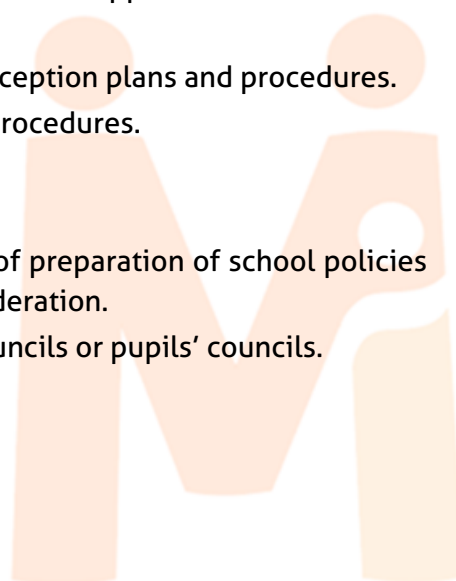 ception plans and procedures.
rocedures.
of preparation of school policies
deration.
uncils or pupils’ councils.